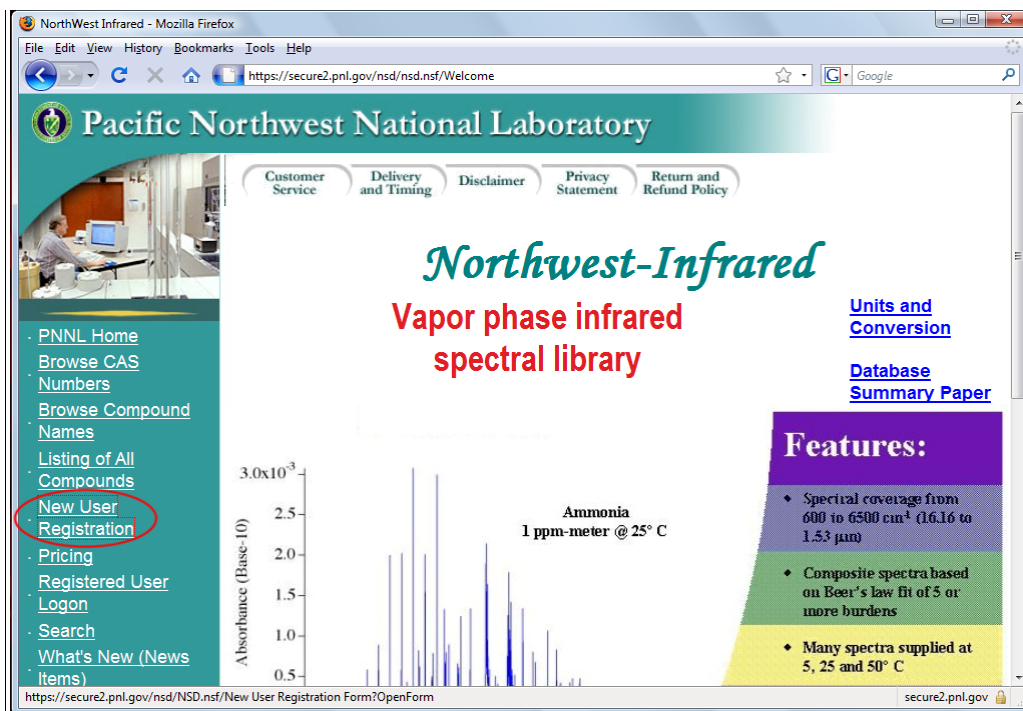 NorthWest Infrared - Mozilla Firefox
File Edit View History Bookmarks Tools Help
https://secure2.pnl.gov/nsd/nsd.nsf/Welcome
G Google
Pacific Northwest National Laboratory
Customer Service
Delivery and Timing
Disclaimer
Privacy Statement
Return and Refund Policy
Northwest-Infrared
Vapor phase infrared
spectral library
Units and
Conversion
Database
Summary Paper
· PNNL Home
· Browse CAS
Numbers
· Browse Compound
Names
· Listing of All
Compounds
· New User
Registration
· Pricing
· Registered User
Logon
· Search
· What's New (News
Items)
3.0x10⁻³
2.5
2.0
1.5
1.0
0.5
Absorbance (Base-10)
Ammonia
1 ppm-meter @ 25° C
Features:
• Spectral coverage from
600 to 6500 cm⁻¹ (16.16 to
1.53 µm)
• Composite spectra based
on Beer's law fit of 5 or
more burdens
• Many spectra supplied at
5, 25 and 50° C
https://secure2.pnl.gov/nsd/NSD.nsf/New User Registration Form?OpenForm
secure2.pnl.gov